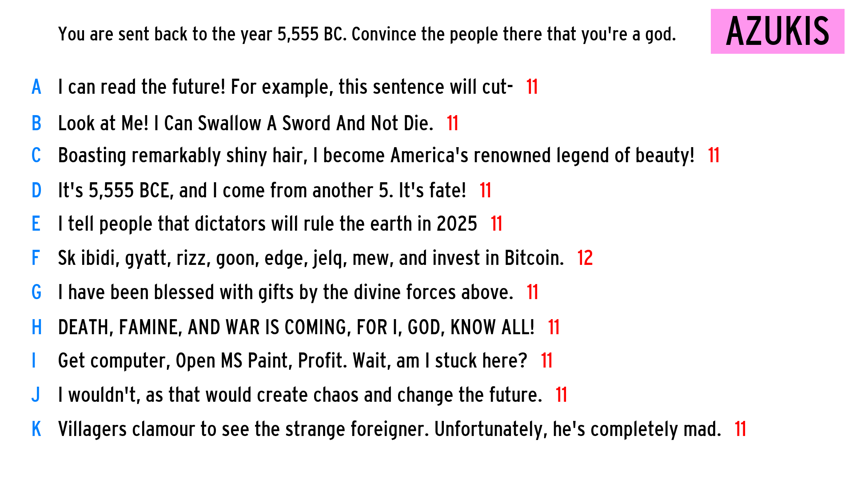 You are sent back to the year 5,555 BC. Convince the people there that you're a god.
AZUKIS
A I can read the future! For example, this sentence will cut- 11
B Look at Me! I Can Swallow A Sword And Not Die. 11
C Boasting remarkably shiny hair, I become America's renowned legend of beauty! 11
D It's 5,555 BCE, and I come from another 5. It's fate! 11
E I tell people that dictators will rule the earth in 2025 11
F Sk ibidi, gyatt, rizz, goon, edge, jelq, mew, and invest in Bitcoin. 12
G I have been blessed with gifts by the divine forces above. 11
H DEATH, FAMINE, AND WAR IS COMING, FOR I, GOD, KNOW ALL! 11
I Get computer, Open MS Paint, Profit. Wait, am I stuck here? 11
J I wouldn't, as that would create chaos and change the future. 11
K Villagers clamour to see the strange foreigner. Unfortunately, he's completely mad. 11